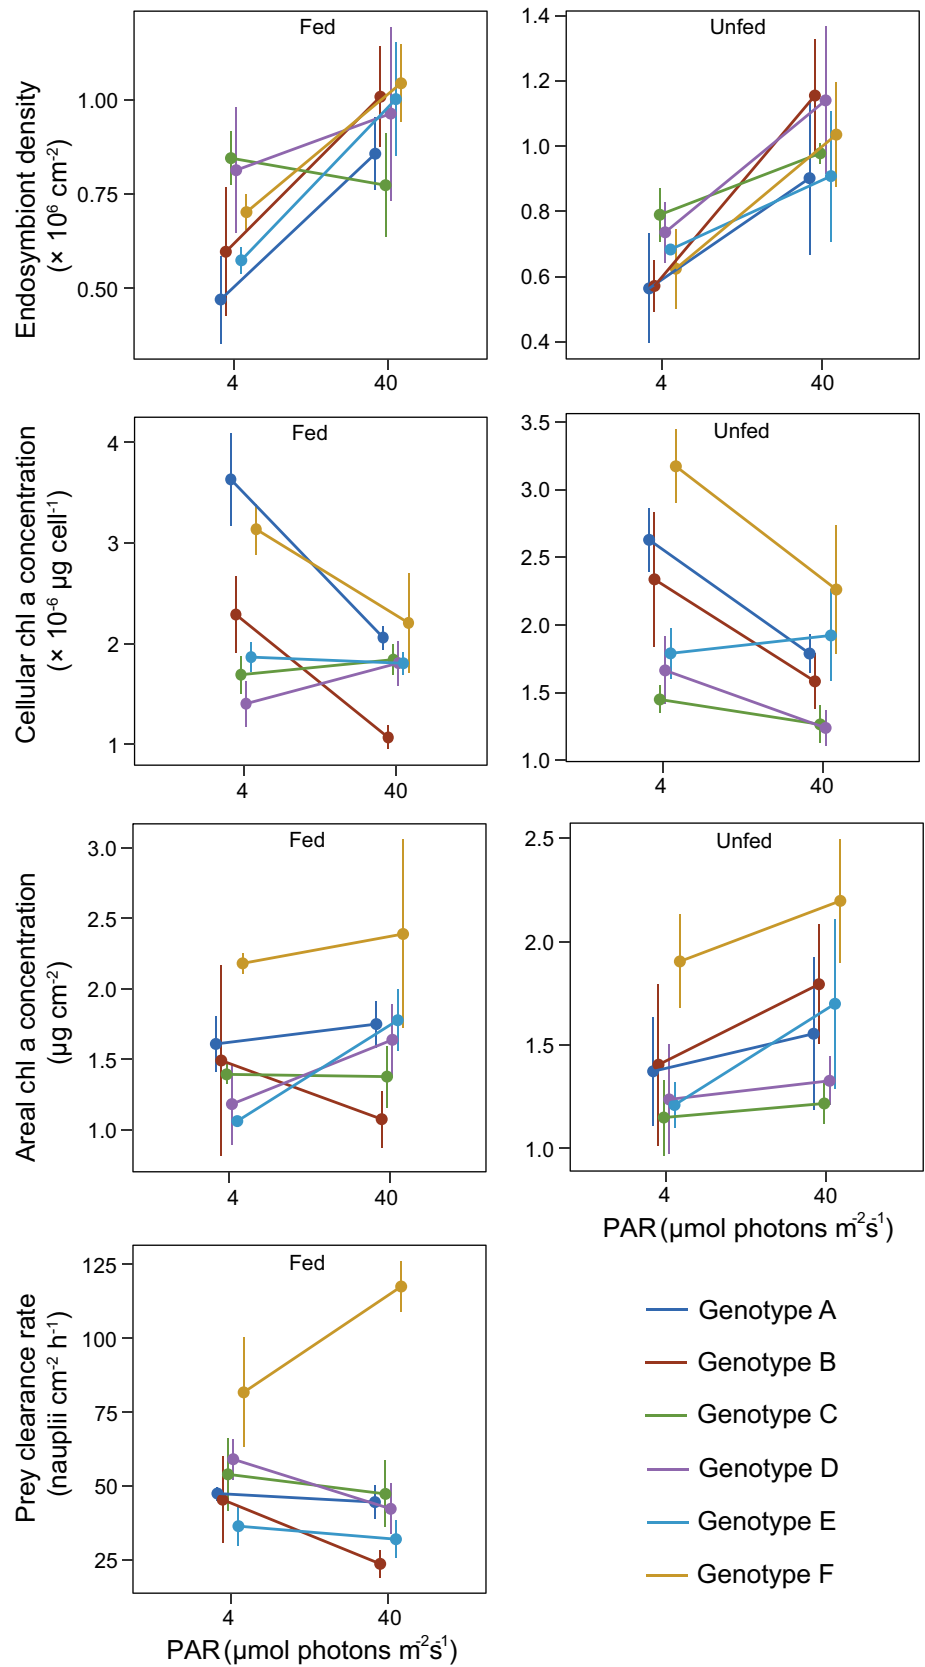 Fed
Unfed
Endosymbiont density
(× 10⁶ cm⁻²)
1.00
0.75
0.50
4
40
1.4
1.2
1.0
0.8
0.6
0.4
4
40
Fed
Unfed
Cellular chl a concentration
(× 10⁻⁶ µg cell⁻¹)
4
3
2
1
4
40
3.5
3.0
2.5
2.0
1.5
1.0
4
40
Fed
Unfed
Areal chl a concentration
(µg cm⁻²)
3.0
2.5
2.0
1.5
1.0
4
40
2.5
2.0
1.5
1.0
4
40
PAR (µmol photons m⁻²s⁻¹)
Fed
Prey clearance rate
(nauplii cm⁻² h⁻¹)
125
100
75
50
25
4
40
PAR (µmol photons m⁻²s⁻¹)
Genotype A
Genotype B
Genotype C
Genotype D
Genotype E
Genotype F